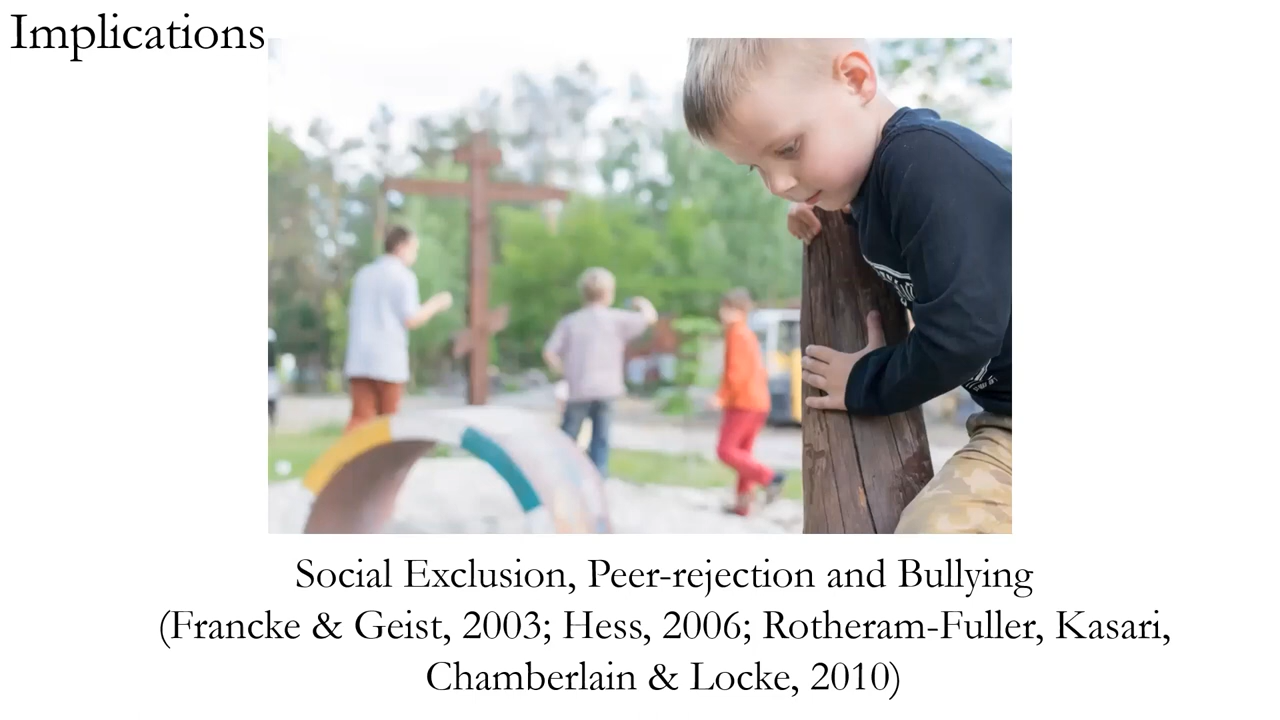 Implications
Social Exclusion, Peer-rejection and Bullying
(Francke & Geist, 2003; Hess, 2006; Rotheram-Fuller, Kasari,
Chamberlain & Locke, 2010)